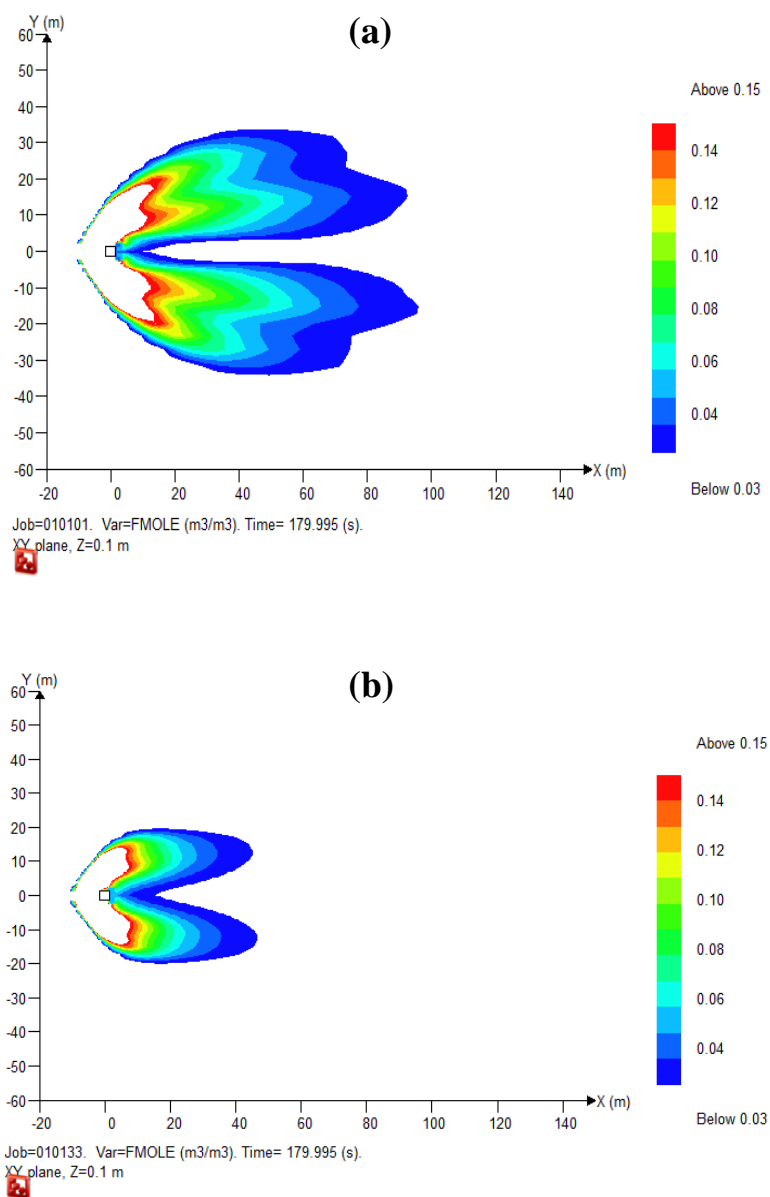 (a)
Y (m)
60
50
40
30
20
10
0
-10
-20
-30
-40
-50
-60
-20 0 20 40 60 80 100 120 140 X (m)
Above 0.15
0.14
0.12
0.10
0.08
0.06
0.04
Below 0.03
Job=010101. Var=FMOLE (m3/m3). Time= 179.995 (s).
XY plane, Z=0.1 m
(b)
Y (m)
60
50
40
30
20
10
0
-10
-20
-30
-40
-50
-60
-20 0 20 40 60 80 100 120 140 X (m)
Above 0.15
0.14
0.12
0.10
0.08
0.06
0.04
Below 0.03
Job=010133. Var=FMOLE (m3/m3). Time= 179.995 (s).
XY plane, Z=0.1 m